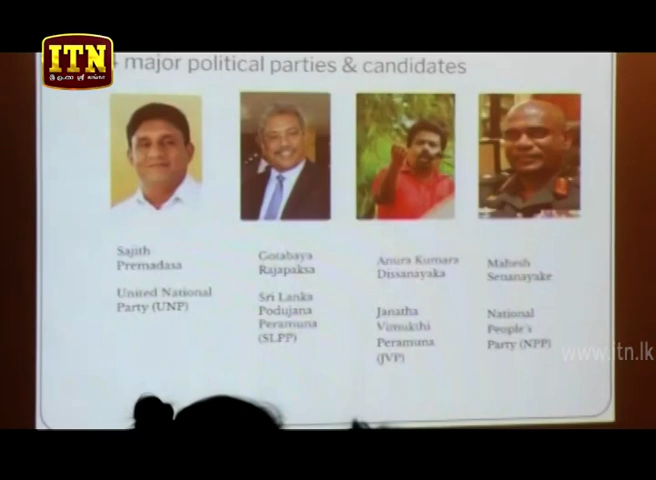 ITN
4 major political parties & candidates
Sajith
Premadasa
United National
Party (UNP)
Gotabaya
Rajapaksa
Sri Lanka
Podujana
Peramuna
(SLPP)
Anura Kumara
Dissanayaka
Janatha
Vimukthi
Peramuna
(JVP)
Mahesh
Senanayake
National
People's
Party (NPP)
www.itn.lk